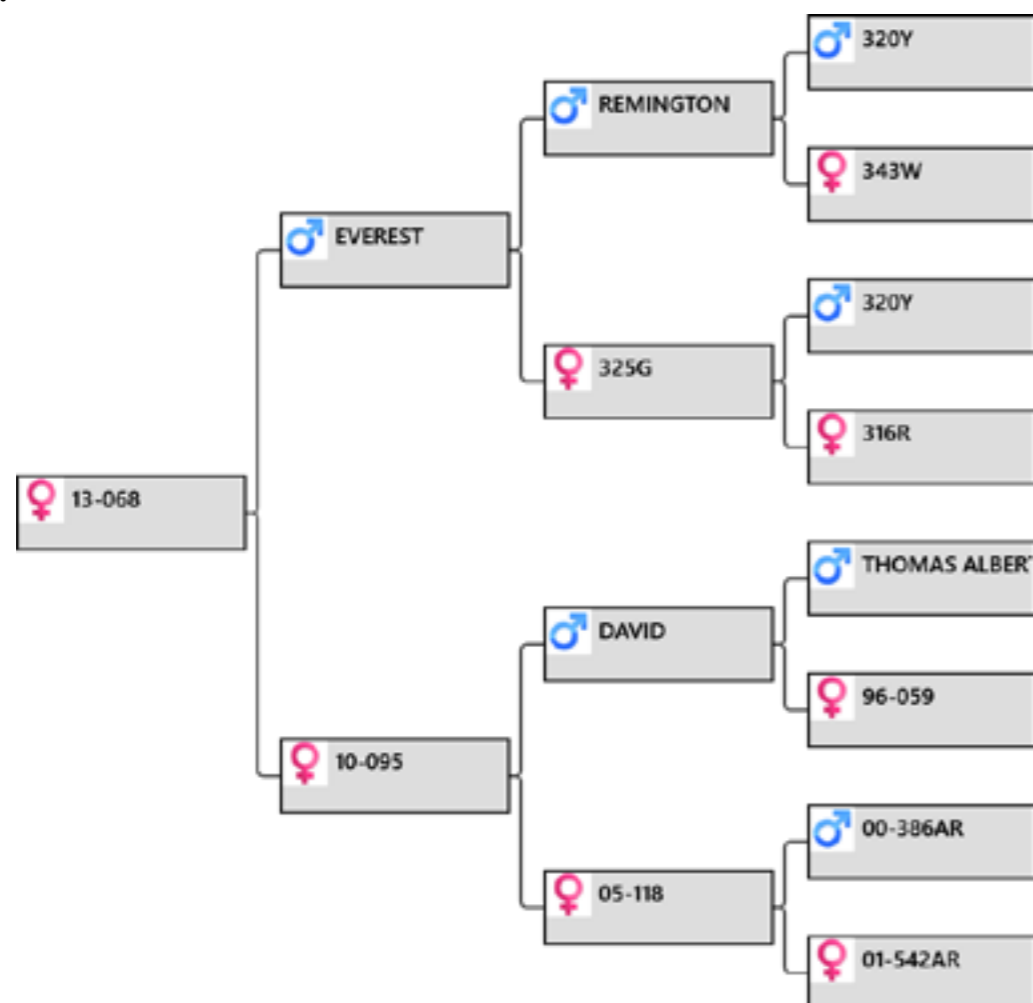 320Y
REMINGTON
343W
EVEREST
320Y
325G
316R
13-068
THOMAS ALBERT
DAVID
96-059
10-095
00-386AR
05-118
01-542AR